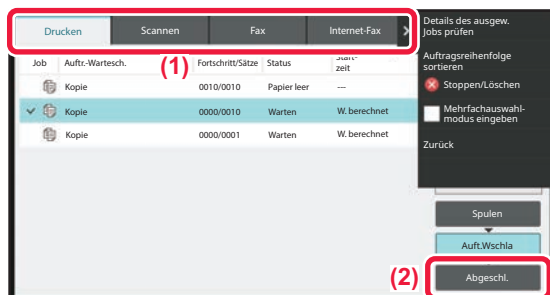 Drucken Scannen Fax Internet-Fax
(1)
Job Auftr.-Wartesch. Fortschritt/Sätze Status Start-
zeit
Kopie 0010/0010 Papier leer ---
Kopie 0000/0010 Warten W. berechnet
Kopie 0000/0001 Warten W. berechnet
Details des ausgew.
Jobs prüfen
Auftragsreihenfolge
sortieren
Stoppen/Löschen
Mehrfachauswahl-
modus eingeben
Zurück
Spulen
Auft.Wschla
(2)
Abgeschl.